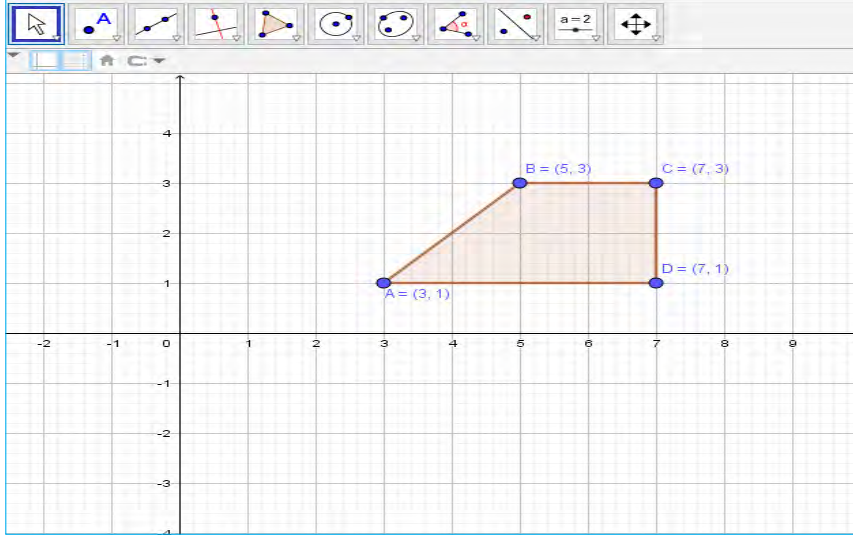 A
α
a = 2
4
B = (5, 3) C = (7, 3)
3
2
D = (7, 1)
1
A = (3, 1)
-2 -1 0 1 2 3 4 5 6 7 8 9
-1
-2
-3
-4